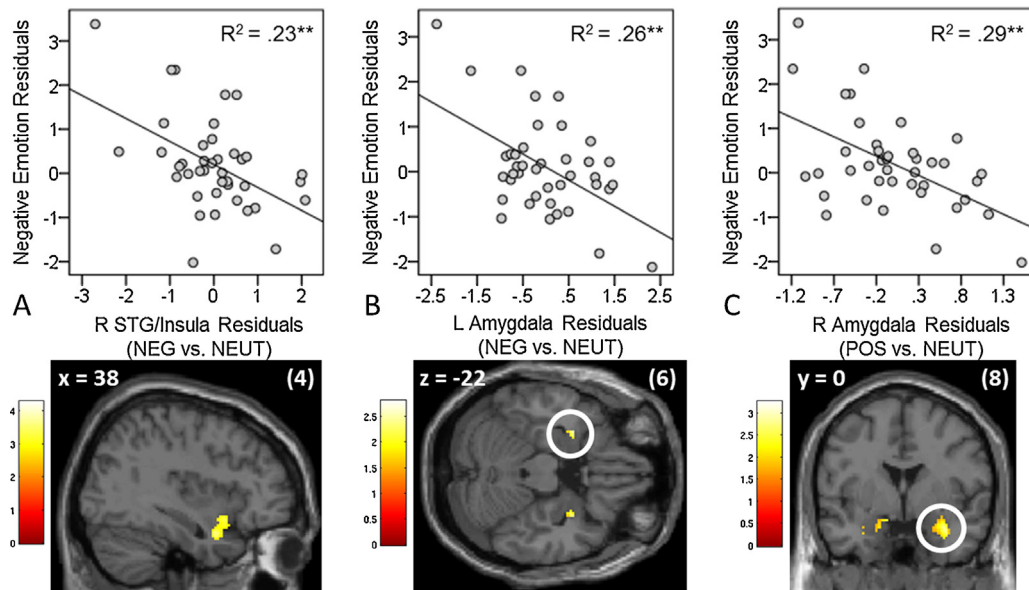 R² = .23**
Negative Emotion Residuals
3
2
1
0
-1
-2
-3 -2 -1 0 1 2
A
R STG/Insula Residuals
(NEG vs. NEUT)
R² = .26**
Negative Emotion Residuals
3
2
1
0
-1
-2
-2.5 -1.5 -.5 .5 1.5 2.5
B
L Amygdala Residuals
(NEG vs. NEUT)
R² = .29**
Negative Emotion Residuals
3
2
1
0
-1
-2
-1.2 -.7 -.2 .3 .8 1.3
C
R Amygdala Residuals
(POS vs. NEUT)
x = 38 (4)
4
3
2
1
0
z = -22 (6)
2.5
2
1.5
1
0.5
0
y = 0 (8)
3
2.5
2
1.5
1
0.5
0